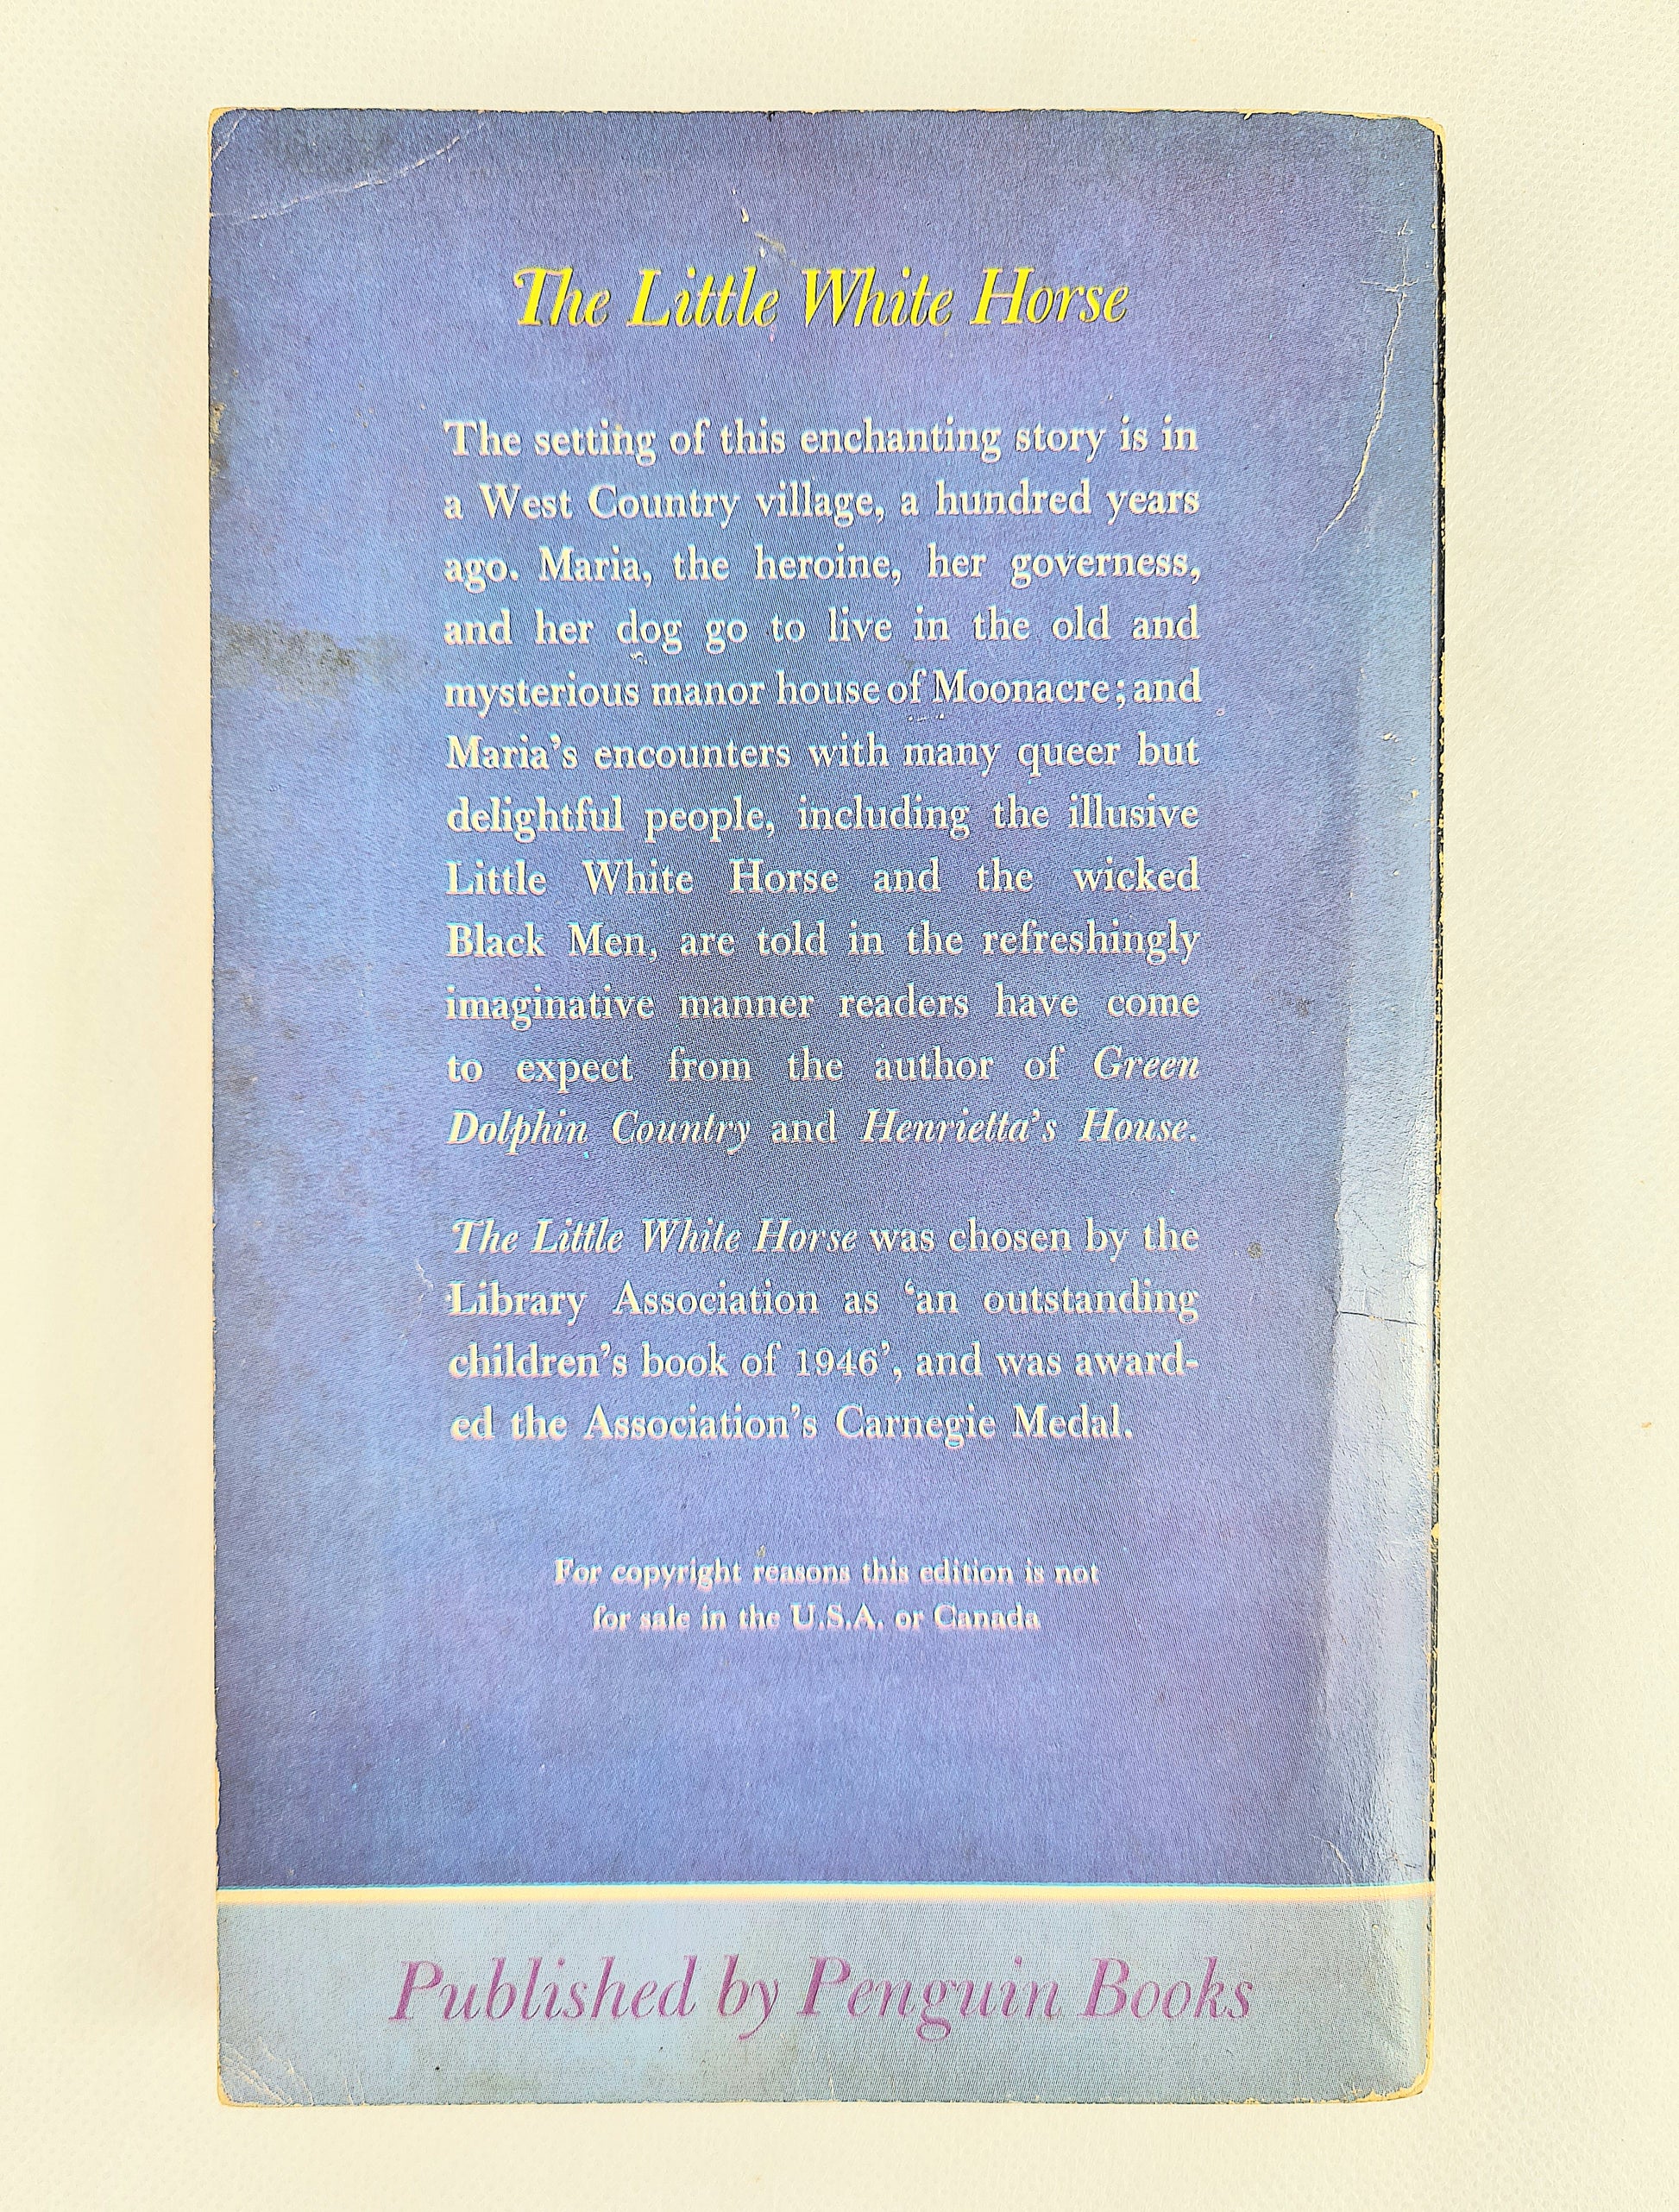 The Little White Horse
The setting of this enchanting story is in
a West Country village, a hundred years
ago. Maria, the heroine, her governess,
and her dog go to live in the old and
mysterious manor house of Moonacre; and
Maria's encounters with many queer but
delightful people, including the illusive
Little White Horse and the wicked
Black Men, are told in the refreshingly
imaginative manner readers have come
to expect from the author of Green
Dolphin Country and Henrietta's House.
The Little White Horse was chosen by the
Library Association as ‘an outstanding
children's book of 1946’, and was award-
ed the Association's Carnegie Medal.
For copyright reasons this edition is not
for sale in the U.S.A. or Canada
Published by Penguin Books